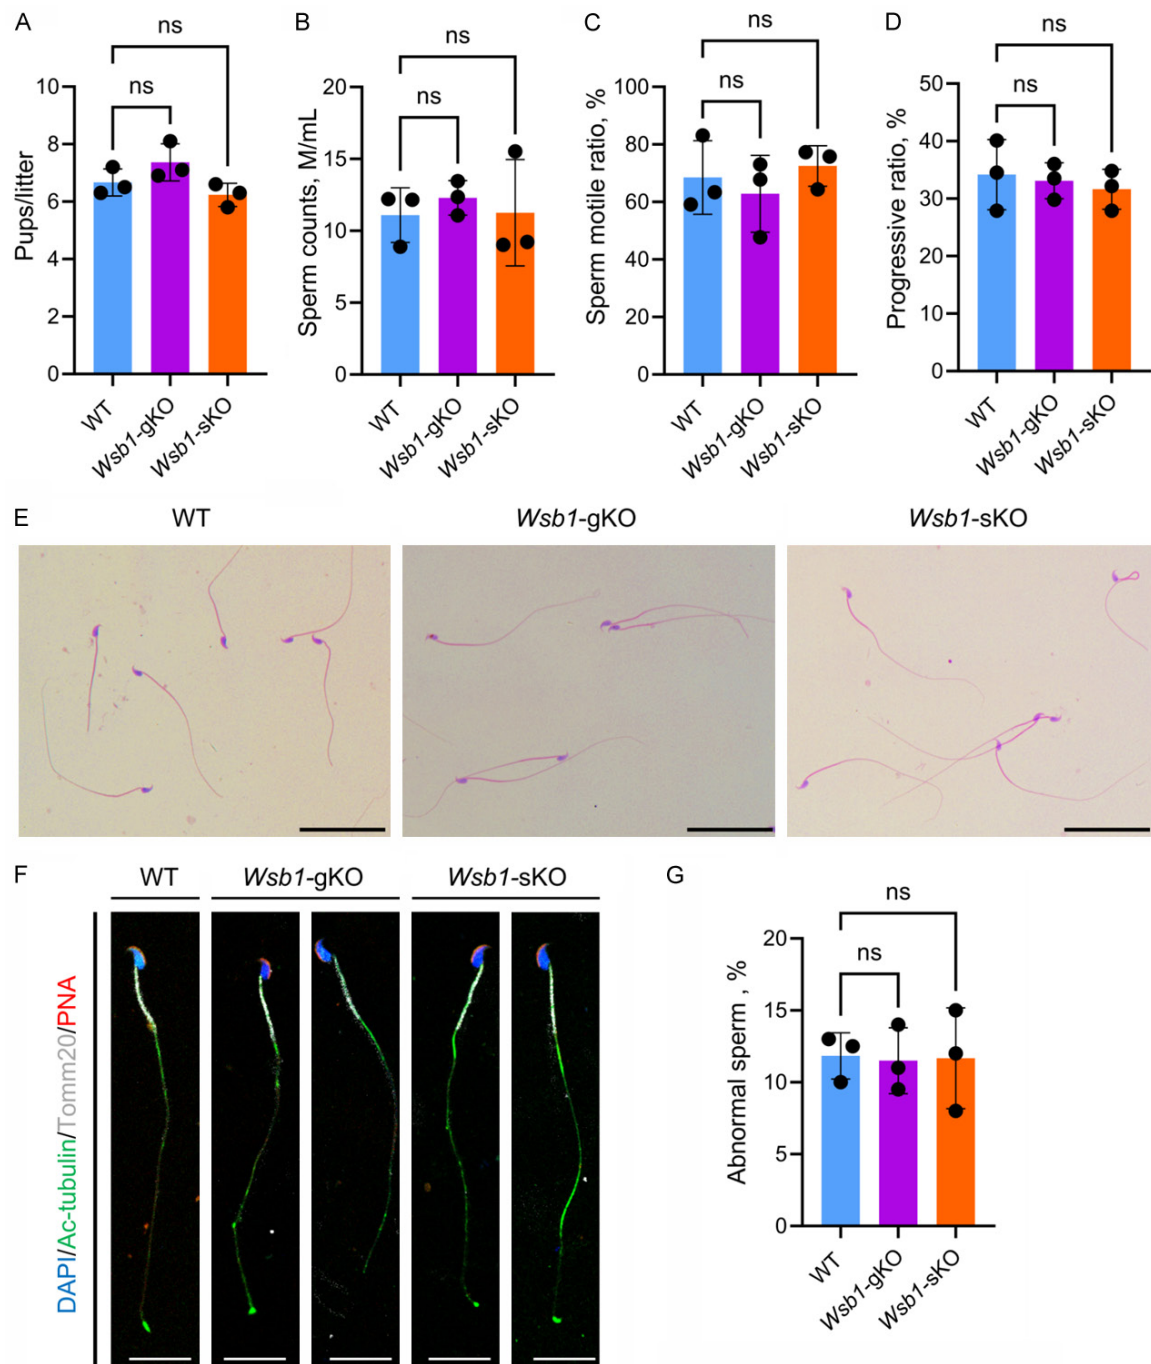 A
ns
ns
Pups/litter
10
8
6
4
2
0
WT
Wsb1-gKO
Wsb1-sKO
B
ns
ns
Sperm counts, M/mL
20
15
10
5
0
WT
Wsb1-gKO
Wsb1-sKO
C
ns
ns
Sperm motile ratio, %
100
80
60
40
20
0
WT
Wsb1-gKO
Wsb1-sKO
D
ns
ns
Progressive ratio, %
50
40
30
20
10
0
WT
Wsb1-gKO
Wsb1-sKO
E
WT
Wsb1-gKO
Wsb1-sKO
F
WT
Wsb1-gKO
Wsb1-sKO
DAPI/Ac-tubulin/Tomm20/PNA
G
ns
ns
Abnormal sperm , %
20
15
10
5
0
WT
Wsb1-gKO
Wsb1-sKO